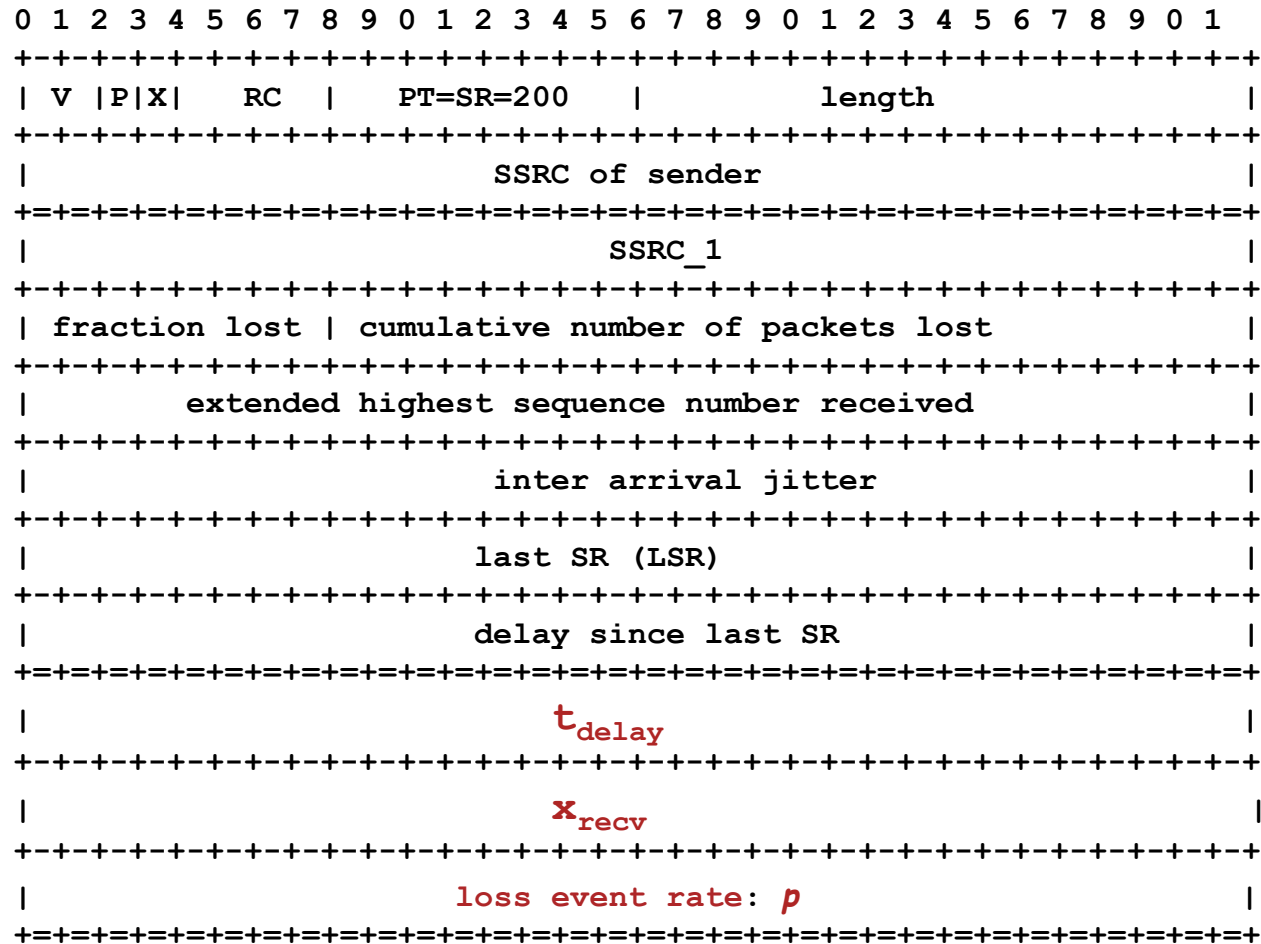 0 1 2 3 4 5 6 7 8 9 0 1 2 3 4 5 6 7 8 9 0 1 2 3 4 5 6 7 8 9 0 1
+-+-+-+-+-+-+-+-+-+-+-+-+-+-+-+-+-+-+-+-+-+-+-+-+-+-+-+-+-+-+-+-+
| V |P|X| RC | PT=SR=200 | length |
+-+-+-+-+-+-+-+-+-+-+-+-+-+-+-+-+-+-+-+-+-+-+-+-+-+-+-+-+-+-+-+-+
| SSRC of sender |
+=+=+=+=+=+=+=+=+=+=+=+=+=+=+=+=+=+=+=+=+=+=+=+=+=+=+=+=+=+=+=+=+
| SSRC_1 |
+-+-+-+-+-+-+-+-+-+-+-+-+-+-+-+-+-+-+-+-+-+-+-+-+-+-+-+-+-+-+-+-+
| fraction lost | cumulative number of packets lost |
+-+-+-+-+-+-+-+-+-+-+-+-+-+-+-+-+-+-+-+-+-+-+-+-+-+-+-+-+-+-+-+-+
| extended highest sequence number received |
+-+-+-+-+-+-+-+-+-+-+-+-+-+-+-+-+-+-+-+-+-+-+-+-+-+-+-+-+-+-+-+-+
| inter arrival jitter |
+-+-+-+-+-+-+-+-+-+-+-+-+-+-+-+-+-+-+-+-+-+-+-+-+-+-+-+-+-+-+-+-+
| last SR (LSR) |
+-+-+-+-+-+-+-+-+-+-+-+-+-+-+-+-+-+-+-+-+-+-+-+-+-+-+-+-+-+-+-+-+
| delay since last SR |
+=+=+=+=+=+=+=+=+=+=+=+=+=+=+=+=+=+=+=+=+=+=+=+=+=+=+=+=+=+=+=+=+
| tdelay |
+-+-+-+-+-+-+-+-+-+-+-+-+-+-+-+-+-+-+-+-+-+-+-+-+-+-+-+-+-+-+-+-+
| xrecv |
+-+-+-+-+-+-+-+-+-+-+-+-+-+-+-+-+-+-+-+-+-+-+-+-+-+-+-+-+-+-+-+-+
| loss event rate: p |
+=+=+=+=+=+=+=+=+=+=+=+=+=+=+=+=+=+=+=+=+=+=+=+=+=+=+=+=+=+=+=+=+